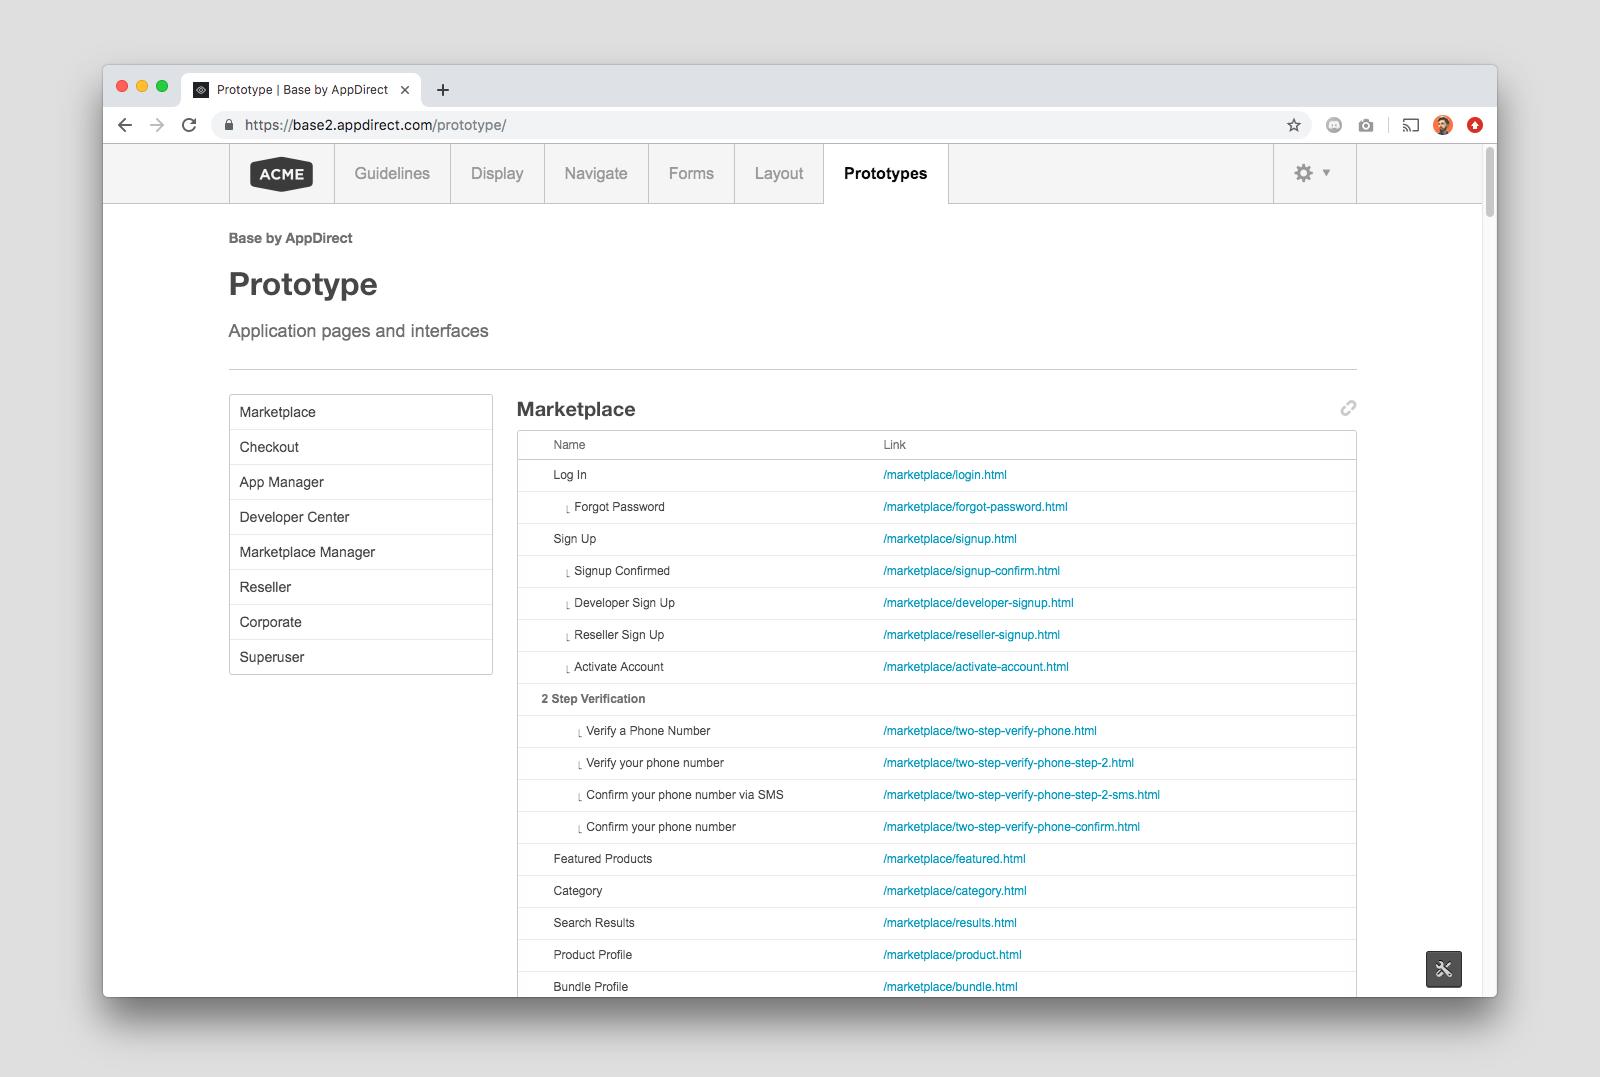 Prototype | Base by AppDirect
https://base2.appdirect.com/prototype/
ACME
Guidelines
Display
Navigate
Forms
Layout
Prototypes
Base by AppDirect
Prototype
Application pages and interfaces
Marketplace
Checkout
App Manager
Developer Center
Marketplace Manager
Reseller
Corporate
Superuser
Marketplace
Name Link
Log In /marketplace/login.html
Forgot Password /marketplace/forgot-password.html
Sign Up /marketplace/signup.html
Signup Confirmed /marketplace/signup-confirm.html
Developer Sign Up /marketplace/developer-signup.html
Reseller Sign Up /marketplace/reseller-signup.html
Activate Account /marketplace/activate-account.html
2 Step Verification
Verify a Phone Number /marketplace/two-step-verify-phone.html
Verify your phone number /marketplace/two-step-verify-phone-step-2.html
Confirm your phone number via SMS /marketplace/two-step-verify-phone-step-2-sms.html
Confirm your phone number /marketplace/two-step-verify-phone-confirm.html
Featured Products /marketplace/featured.html
Category /marketplace/category.html
Search Results /marketplace/results.html
Product Profile /marketplace/product.html
Bundle Profile /marketplace/bundle.html